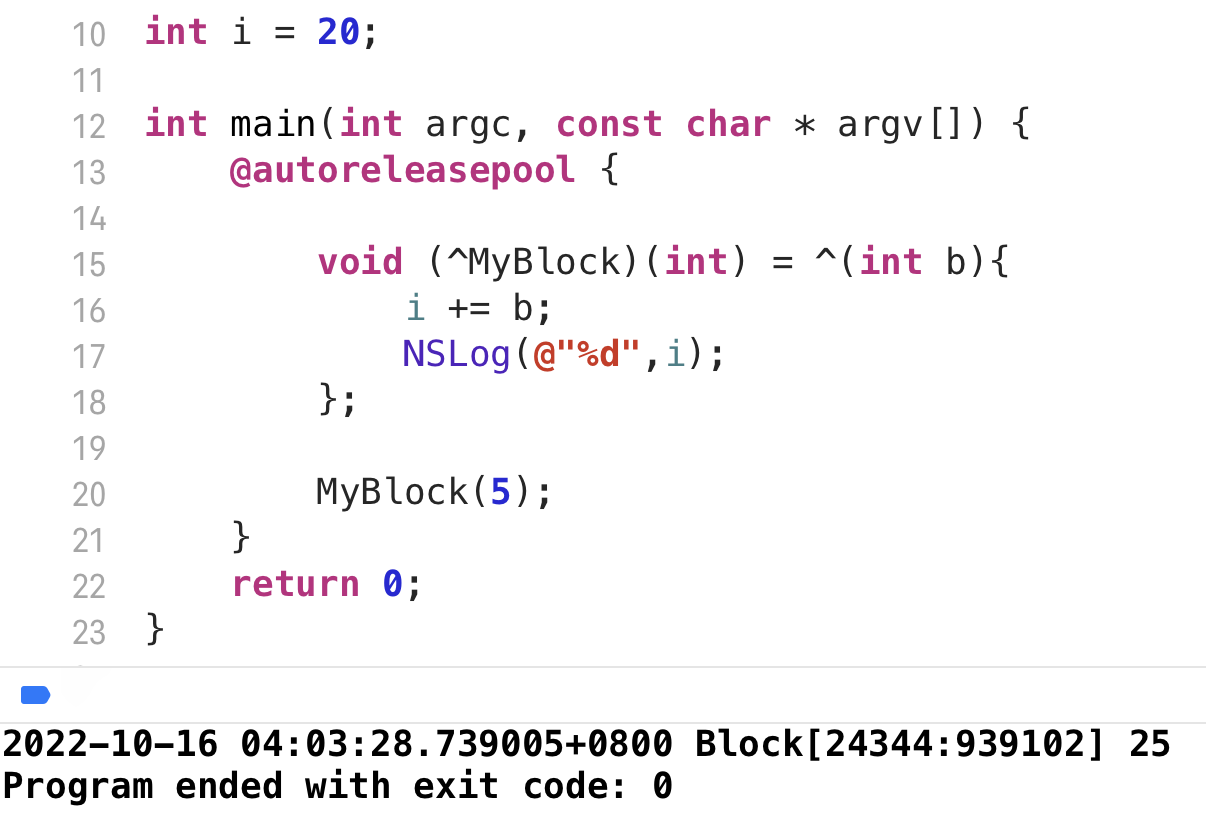 10 int i = 20;
11
12 int main(int argc, const char * argv[]) {
13     @autoreleasepool {
14
15         void (^MyBlock)(int) = ^(int b){
16             i += b;
17             NSLog(@"%d",i);
18         };
19
20         MyBlock(5);
21     }
22     return 0;
23 }
2022-10-16 04:03:28.739005+0800 Block[24344:939102] 25
Program ended with exit code: 0